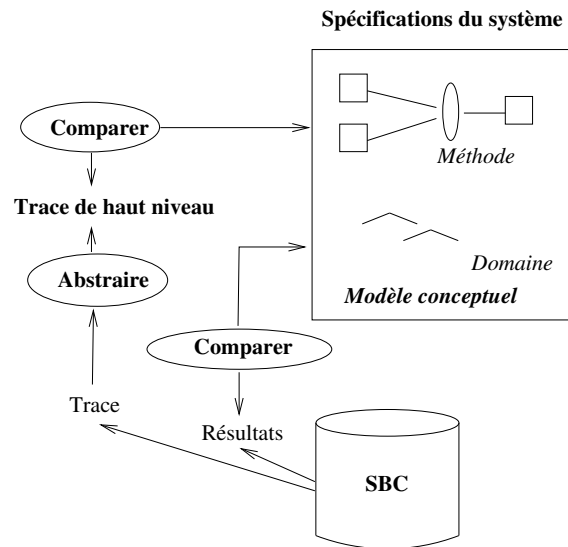 Spécifications du système
Comparer
Méthode
Trace de haut niveau
Abstraire
Domaine
Modèle conceptuel
Comparer
Trace
Résultats
SBC